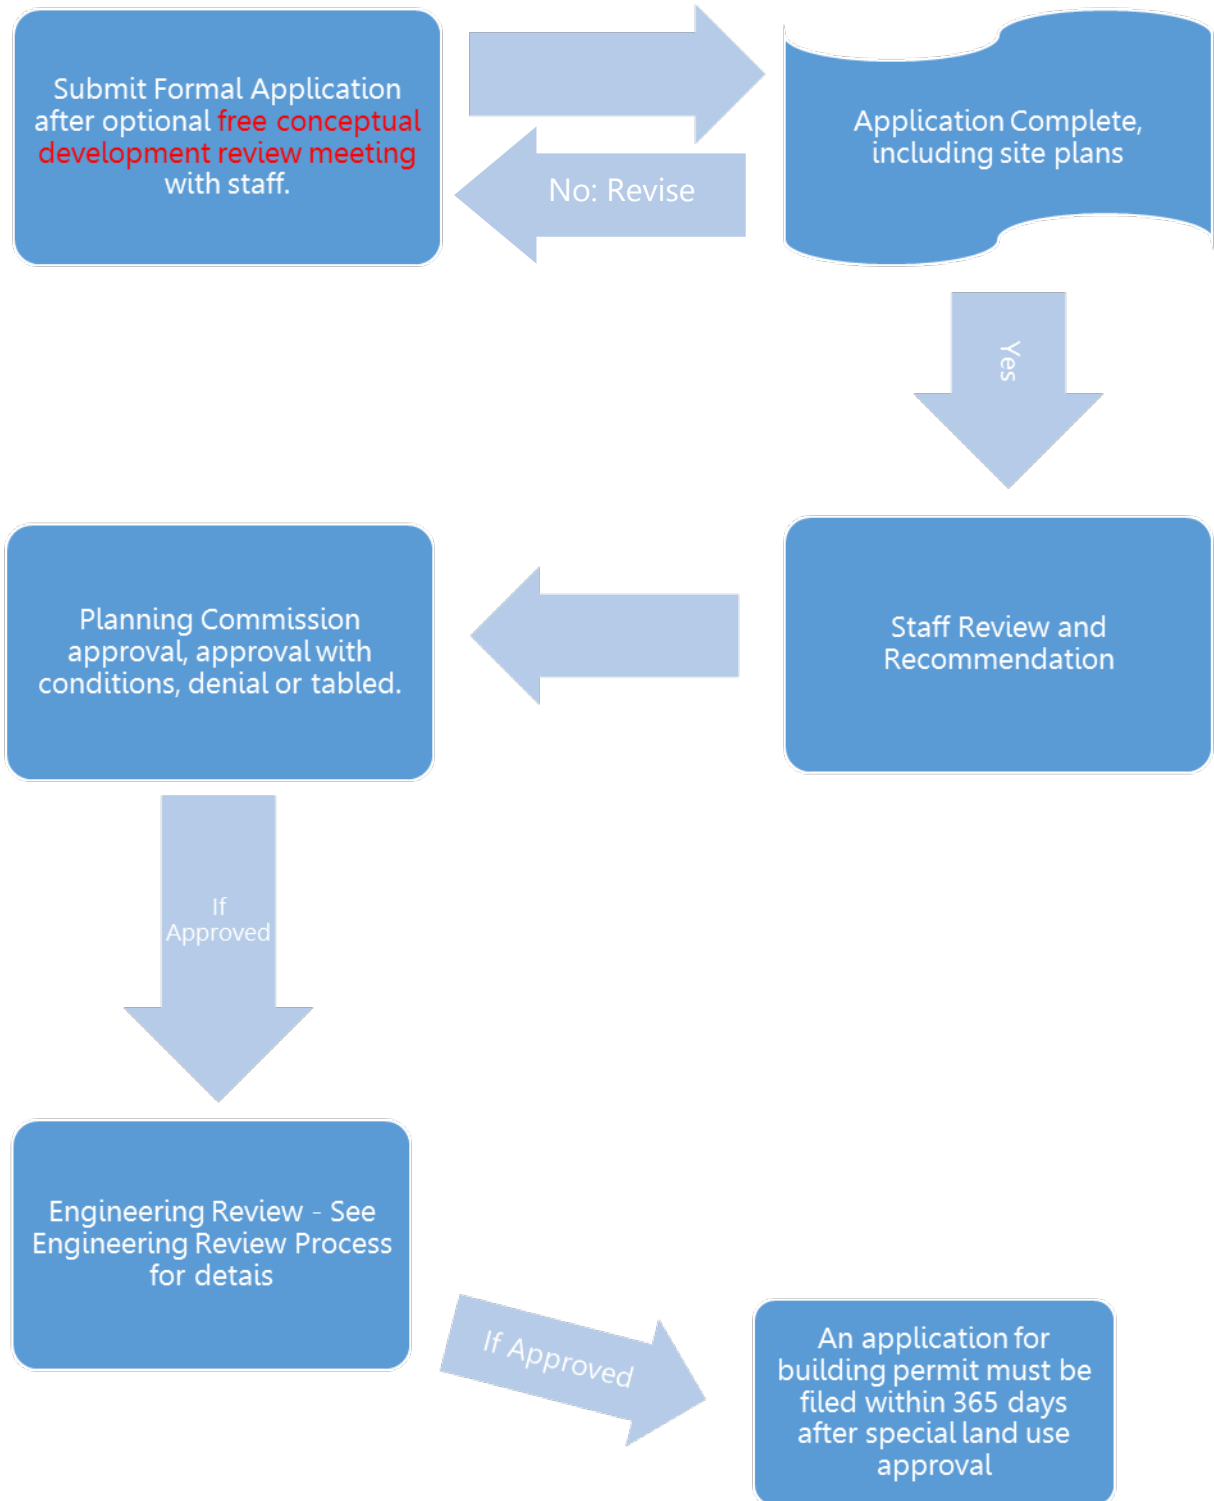 Submit Formal Application
after optional free conceptual
development review meeting
with staff.
No: Revise
Application Complete,
including site plans
Yes
Staff Review and
Recommendation
Planning Commission
approval, approval with
conditions, denial or tabled.
If
Approved
Engineering Review - See
Engineering Review Process
for detais
If Approved
An application for
building permit must be
filed within 365 days
after special land use
approval